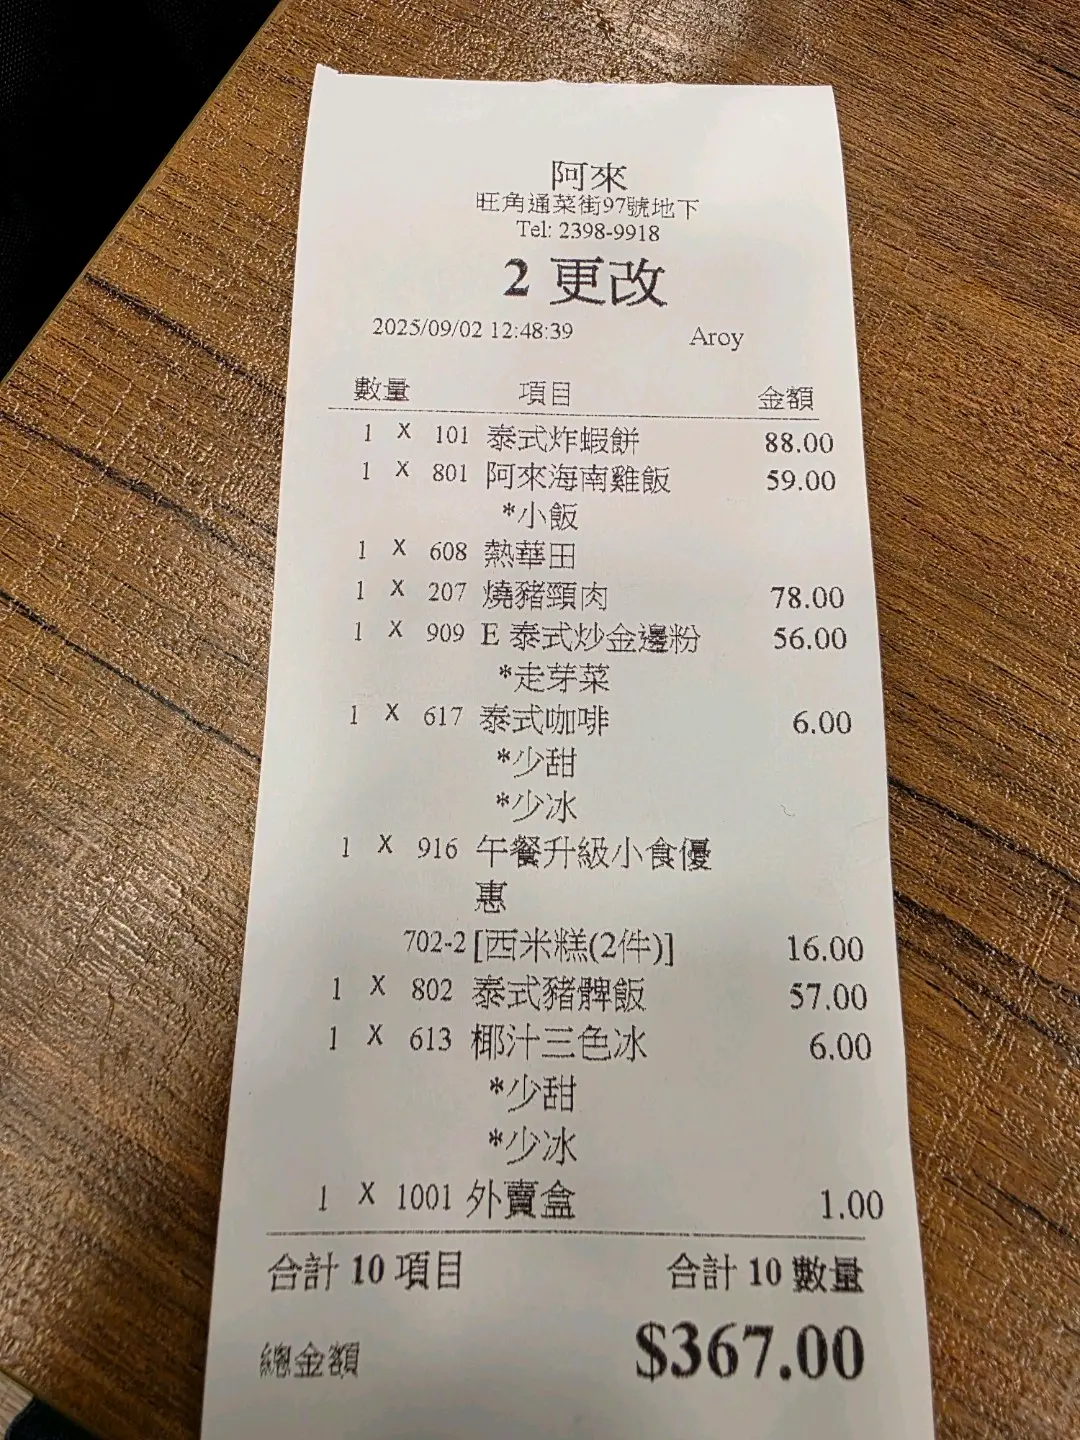 阿來
旺角通菜街97號地下
Tel: 2398-9918
2 更改
2025/09/02 12:48:39 Aroy
數量 項目 金額
1 X 101 泰式炸蝦餅 88.00
1 X 801 阿來海南雞飯 59.00
*小飯
1 X 608 熱華田
1 X 207 燒豬頸肉 78.00
1 X 909 E 泰式炒金邊粉 56.00
*走芽菜
1 X 617 泰式咖啡 6.00
*少甜
*少冰
1 X 916 午餐升級小食優
惠
702-2 [西米糕(2件)] 16.00
1 X 802 泰式豬髀飯 57.00
1 X 613 椰汁三色冰 6.00
*少甜
*少冰
1 X 1001 外賣盒 1.00
合計 10 項目 合計 10 數量
總金額 $367.00